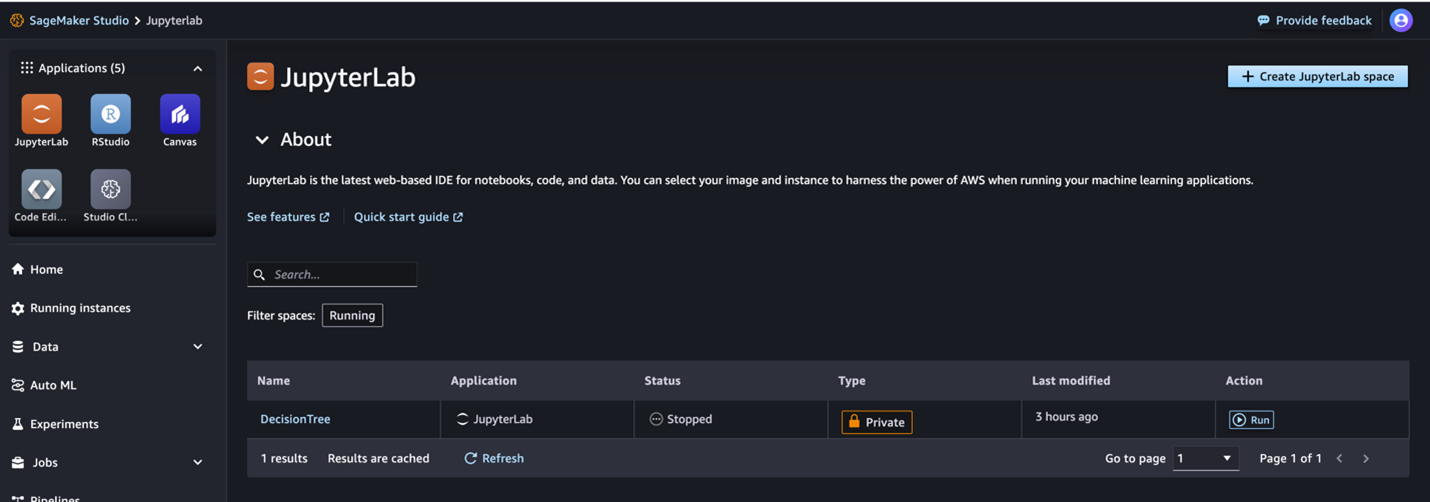 SageMaker Studio > Jupyterlab
Provide feedback
Applications (5)
JupyterLab
RStudio
Canvas
Code Edi...
Studio Cl...
Home
Running instances
Data
Auto ML
Experiments
Jobs
Pipelines
JupyterLab
+ Create JupyterLab space
About
JupyterLab is the latest web-based IDE for notebooks, code, and data. You can select your image and instance to harness the power of AWS when running your machine learning applications.
See features
Quick start guide
Search...
Filter spaces: Running
Name Application Status Type Last modified Action
DecisionTree JupyterLab Stopped Private 3 hours ago Run
1 results Results are cached Refresh Go to page 1 Page 1 of 1 < >